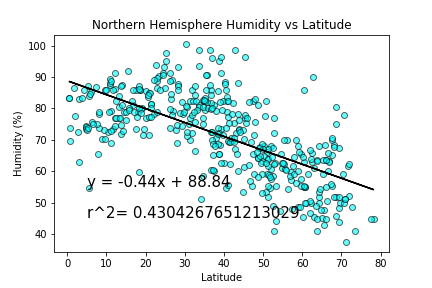 Northern Hemisphere Humidity vs Latitude
100
90
80
70
60
50
40
Humidity (%)
y = -0.44x + 88.84
r^2= 0.4304267651213029
0 10 20 30 40 50 60 70 80
Latitude